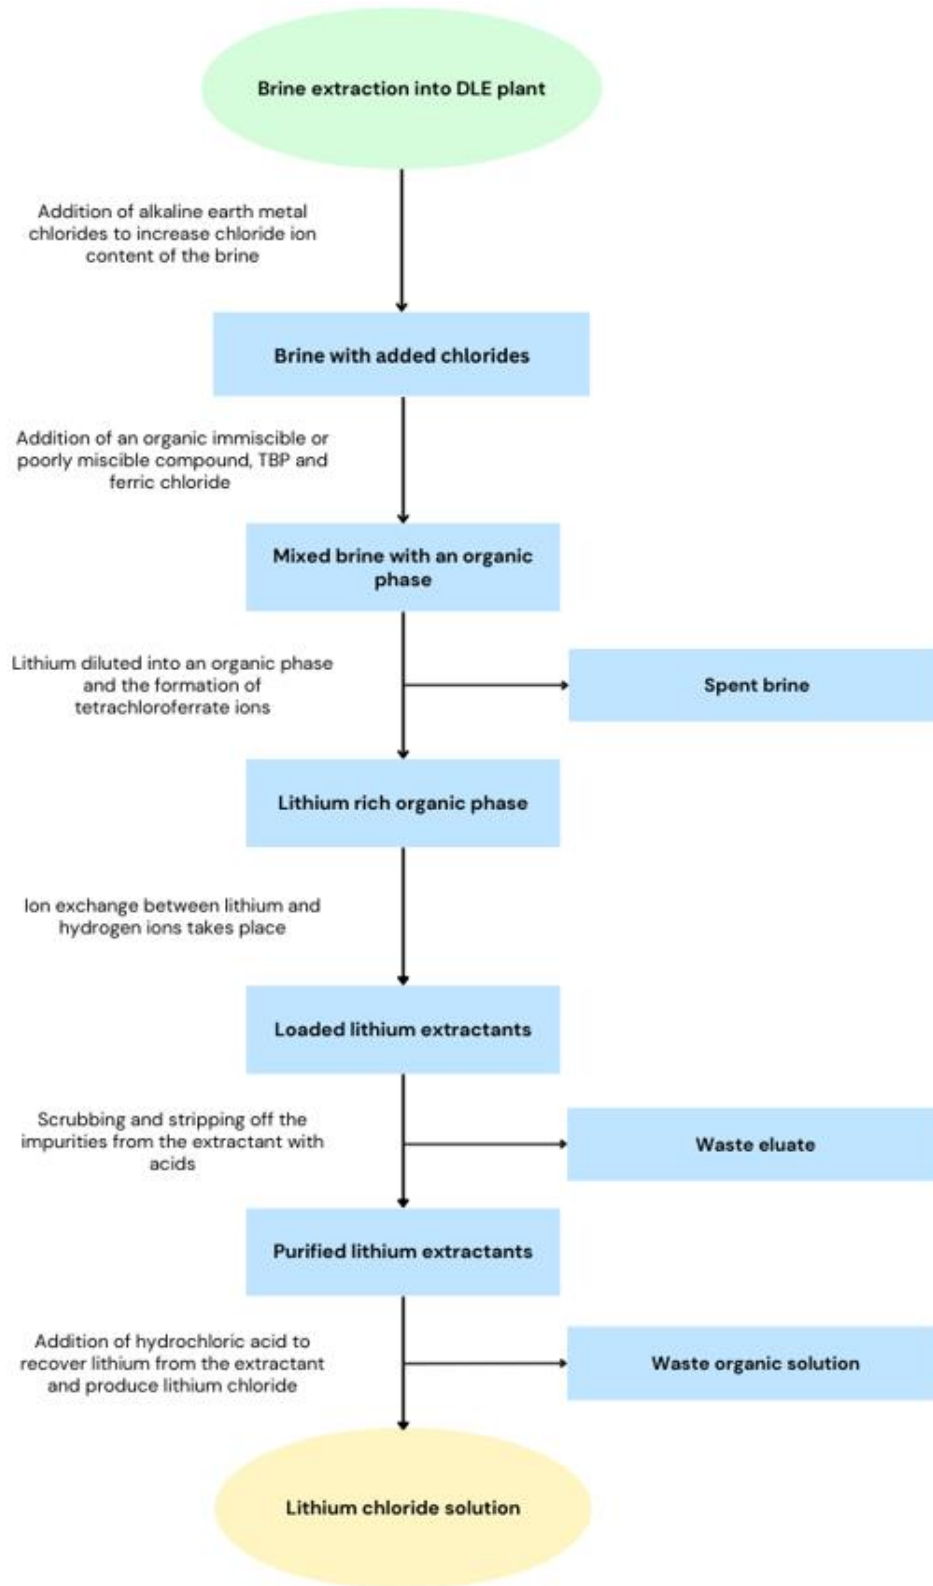 Brine extraction into DLE plant
Addition of alkaline earth metal
chlorides to increase chloride ion
content of the brine
Brine with added chlorides
Addition of an organic immiscible or
poorly miscible compound, TBP and
ferric chloride
Mixed brine with an organic
phase
Lithium diluted into an organic phase
and the formation of
tetrachloroferrate ions
Spent brine
Lithium rich organic phase
Ion exchange between lithium and
hydrogen ions takes place
Loaded lithium extractants
Scrubbing and stripping off the
impurities from the extractant with
acids
Waste eluate
Purified lithium extractants
Addition of hydrochloric acid to
recover lithium from the extractant
and produce lithium chloride
Waste organic solution
Lithium chloride solution